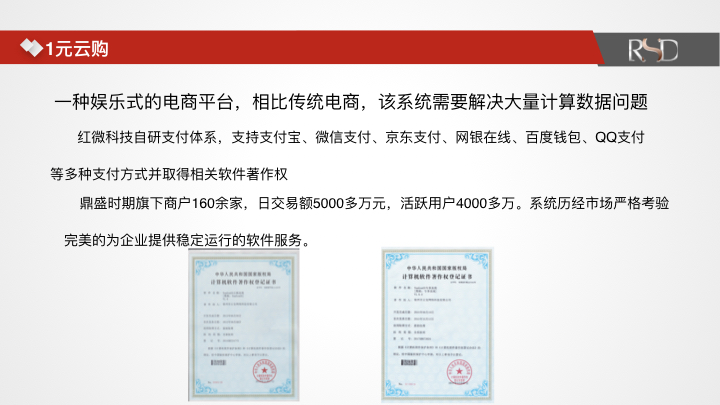 1元云购
RSD
一种娱乐式的电商平台，相比传统电商，该系统需要解决大量计算数据问题
红微科技自研支付体系，支持支付宝、微信支付、京东支付、网银在线、百度钱包、QQ支付
等多种支付方式并取得相关软件著作权
鼎盛时期旗下商户160余家，日交易额5000多万元，活跃用户4000多万。系统历经市场严格考验
完美的为企业提供稳定运行的软件服务。
中华人民共和国国家版权局
计算机软件著作权登记证书
中华人民共和国国家版权局
计算机软件著作权登记证书